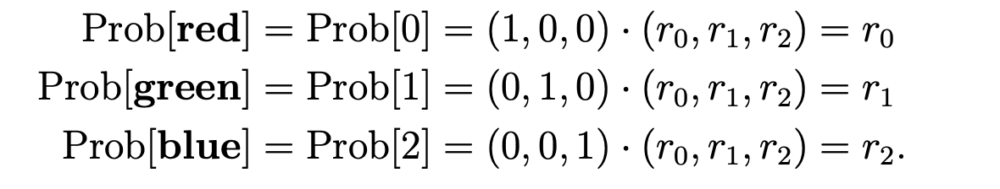 Prob[red] = Prob[0] = (1, 0, 0) · (r₀, r₁, r₂) = r₀
Prob[green] = Prob[1] = (0, 1, 0) · (r₀, r₁, r₂) = r₁
Prob[blue] = Prob[2] = (0, 0, 1) · (r₀, r₁, r₂) = r₂.